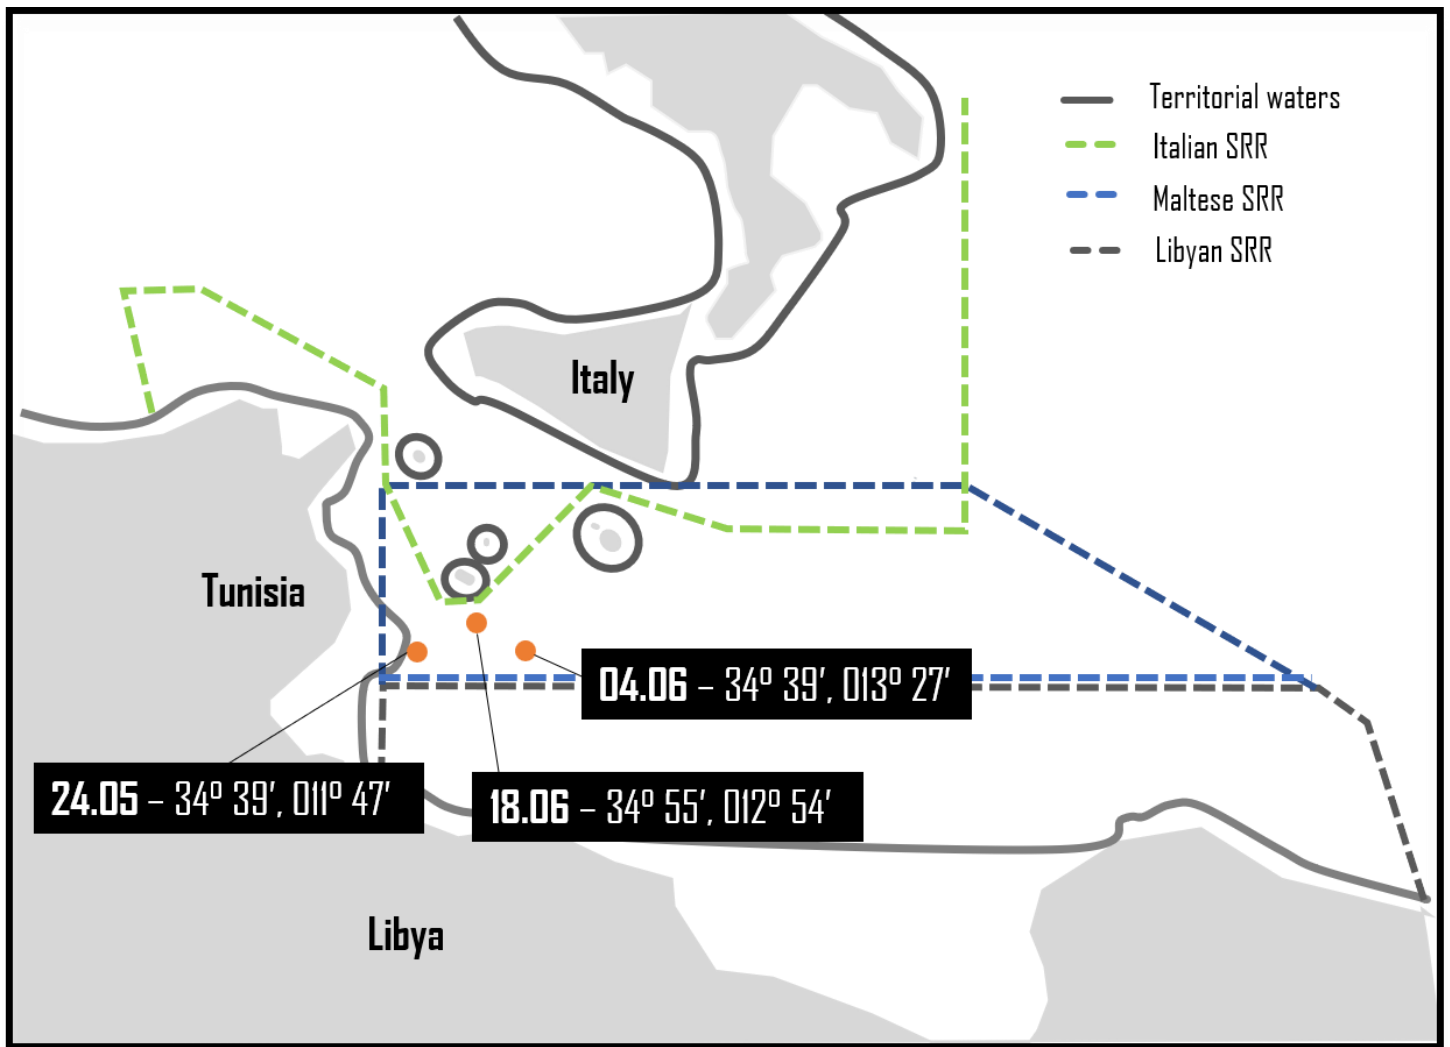 Territorial waters
Italian SRR
Maltese SRR
Libyan SRR
Italy
Tunisia
04.06 – 34º 39′, 013º 27′
24.05 – 34º 39′, 011º 47′
18.06 – 34º 55′, 012º 54′
Libya